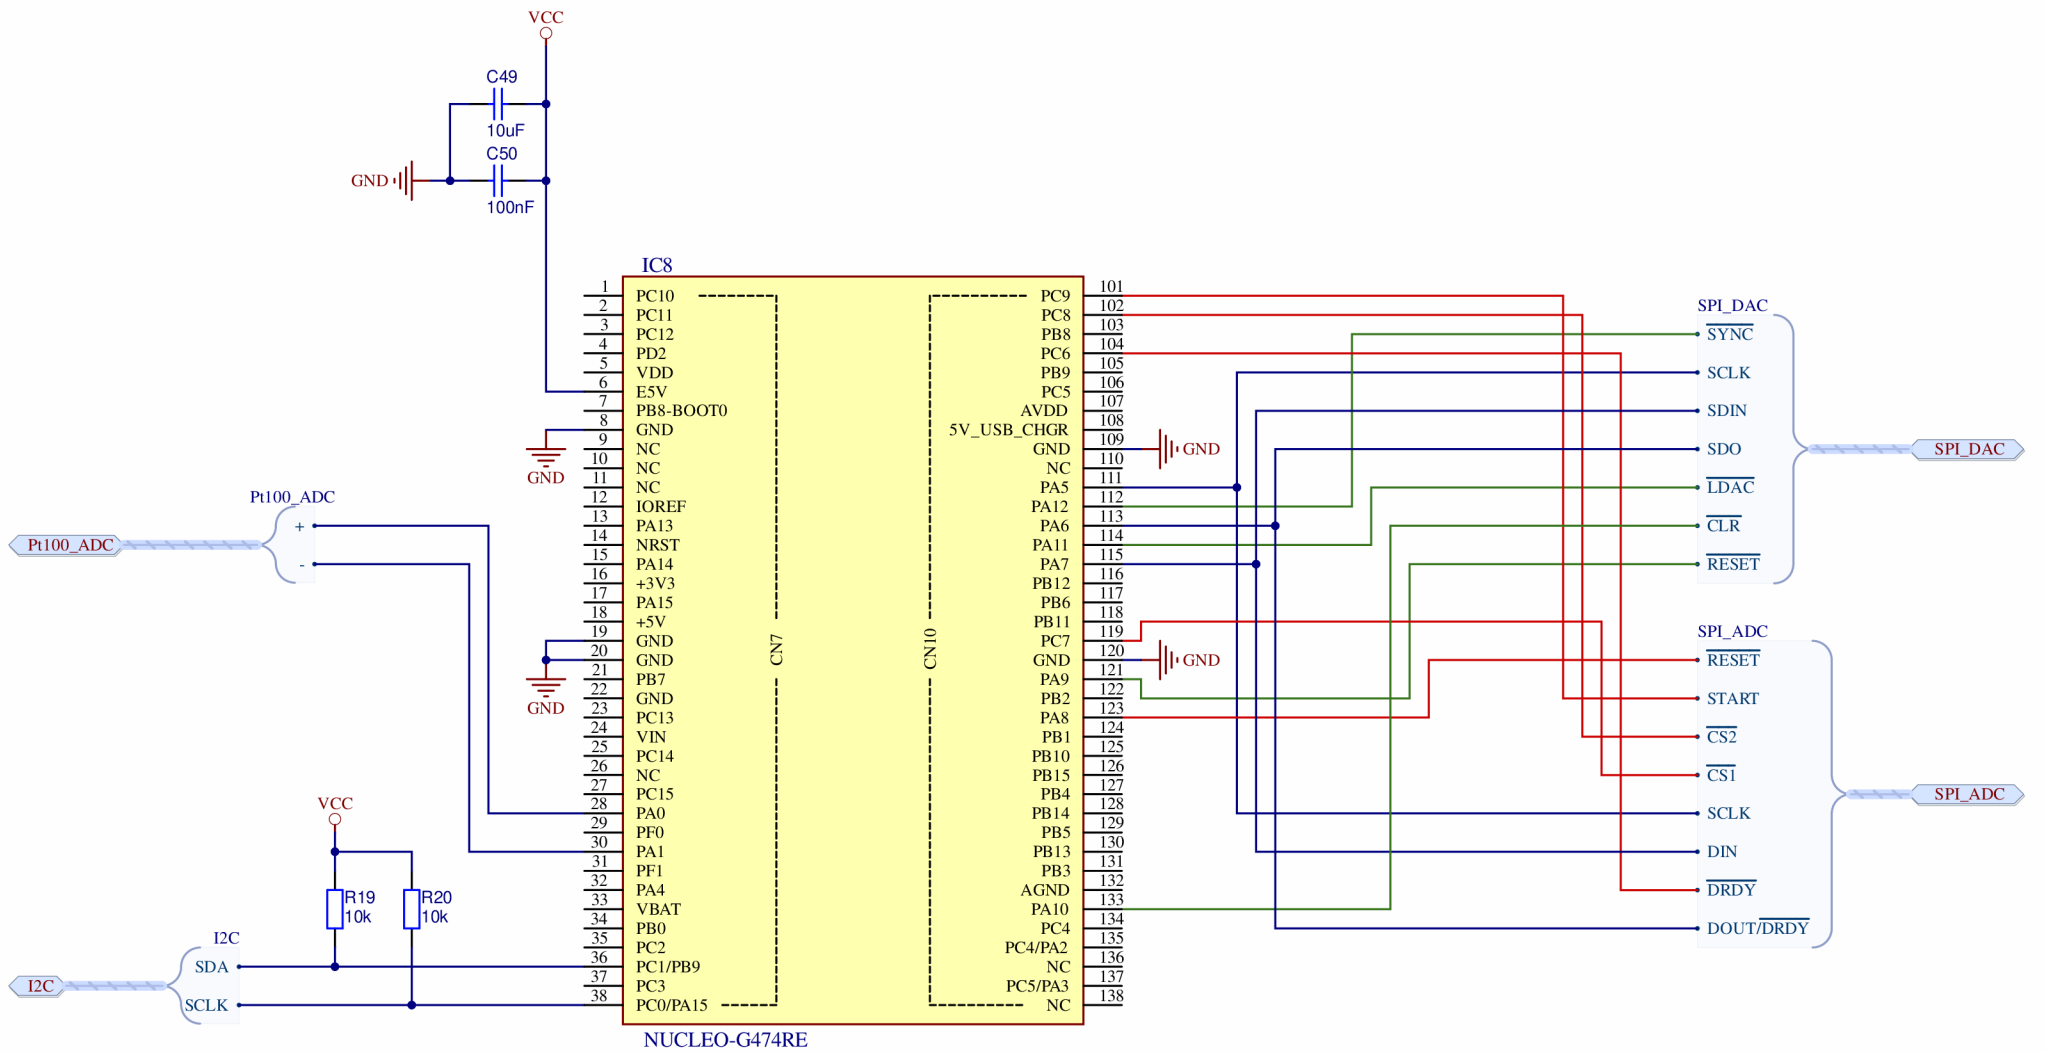 VCC
C49
10uF
C50
GND
100nF
IC8
1 PC10
2 PC11
3 PC12
4 PD2
5 VDD
6 E5V
7 PB8-BOOT0
8 GND
9 NC
10 NC
11 NC
12 IOREF
13 PA13
14 NRST
15 PA14
16 +3V3
17 PA15
18 +5V
19 GND
20 GND
21 PB7
22 GND
23 PC13
24 VIN
25 PC14
26 NC
27 PC15
28 PA0
29 PF0
30 PA1
31 PF1
32 PA4
33 VBAT
34 PB0
35 PC2
36 PC1/PB9
37 PC3
38 PC0/PA15
CN7
CN10
PC9 101
PC8 102
PB8 103
PC6 104
PB9 105
PC5 106
AVDD 107
5V_USB_CHGR 108
GND 109
NC 110
PA5 111
PA12 112
PA6 113
PA11 114
PA7 115
PB12 116
PB6 117
PB11 118
PC7 119
GND 120
PA9 121
PB2 122
PA8 123
PB1 124
PB10 125
PB15 126
PB4 127
PB14 128
PB5 129
PB13 130
PB3 131
AGND 132
PA10 133
PC4 134
PC4/PA2 135
NC 136
PC5/PA3 137
NC 138
NUCLEO-G474RE
GND
GND
GND
GND
Pt100_ADC
+
-
Pt100_ADC
VCC
R19
10k
R20
10k
I2C
SDA
SCLK
I2C
SPI_DAC
SYNC
SCLK
SDIN
SDO
LDAC
CLR
RESET
SPI_DAC
SPI_ADC
RESET
START
CS2
CS1
SCLK
DIN
DRDY
DOUT/DRDY
SPI_ADC